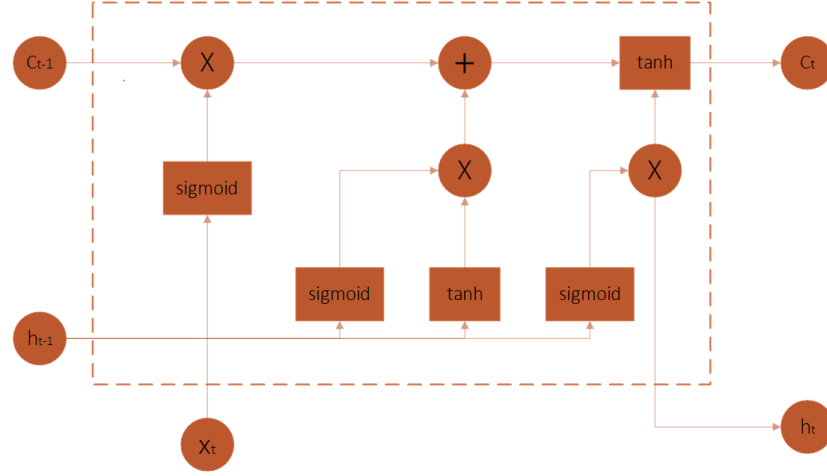 Ct-1
X
+
tanh
Ct
sigmoid
X
X
sigmoid
tanh
sigmoid
ht-1
Xt
ht